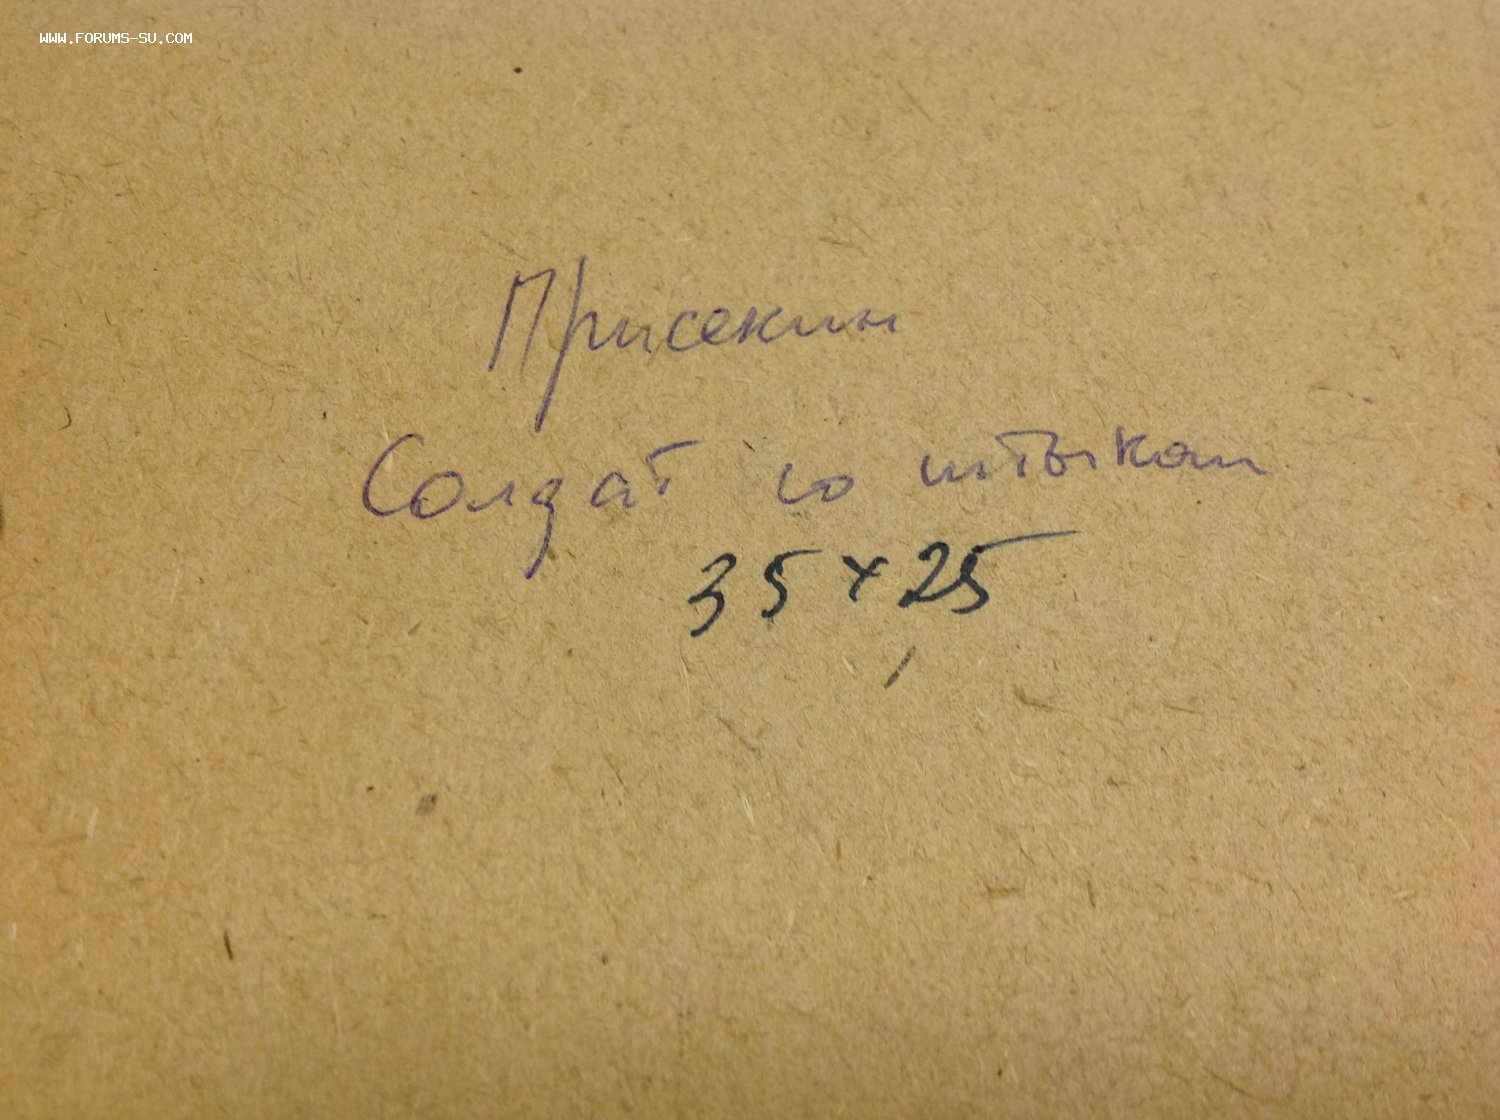 WWW.FORUMS-SU.COM
Присекин
Солдат со штыком
35×25